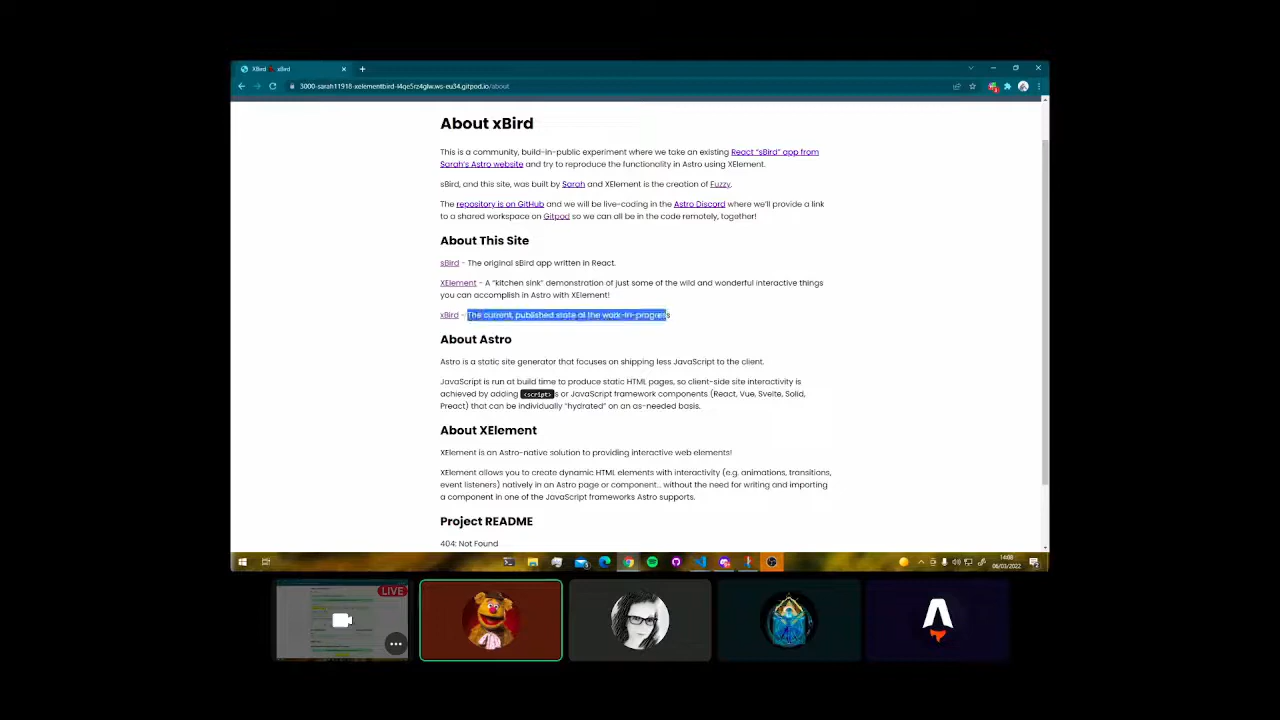 XBird
xBird
3000-sarah11918-xelementbird-l4qe5rz4glw.ws-eu34.gitpod.io/about
About xBird
This is a community, build-in-public experiment where we take an existing React "sBird" app from
Sarah's Astro website and try to reproduce the functionality in Astro using XElement.
sBird, and this site, was built by Sarah and XElement is the creation of Fuzzy.
The repository is on GitHub and we will be live-coding in the Astro Discord where we'll provide a link
to a shared workspace on Gitpod so we can all be in the code remotely, together!
About This Site
sBird - The original sBird app written in React.
XElement - A "kitchen sink" demonstration of just some of the wild and wonderful interactive things
you can accomplish in Astro with XElement!
xBird - The current, published state of the work-in-progress
About Astro
Astro is a static site generator that focuses on shipping less JavaScript to the client.
JavaScript is run at build time to produce static HTML pages, so client-side site interactivity is
achieved by adding <script>s or JavaScript framework components (React, Vue, Svelte, Solid,
Preact) that can be individually "hydrated" on an as-needed basis.
About XElement
XElement is an Astro-native solution to providing interactive web elements!
XElement allows you to create dynamic HTML elements with interactivity (e.g. animations, transitions,
event listeners) natively in an Astro page or component... without the need for writing and importing
a component in one of the JavaScript frameworks Astro supports.
Project README
404: Not Found
14:08
06/03/2022
LIVE